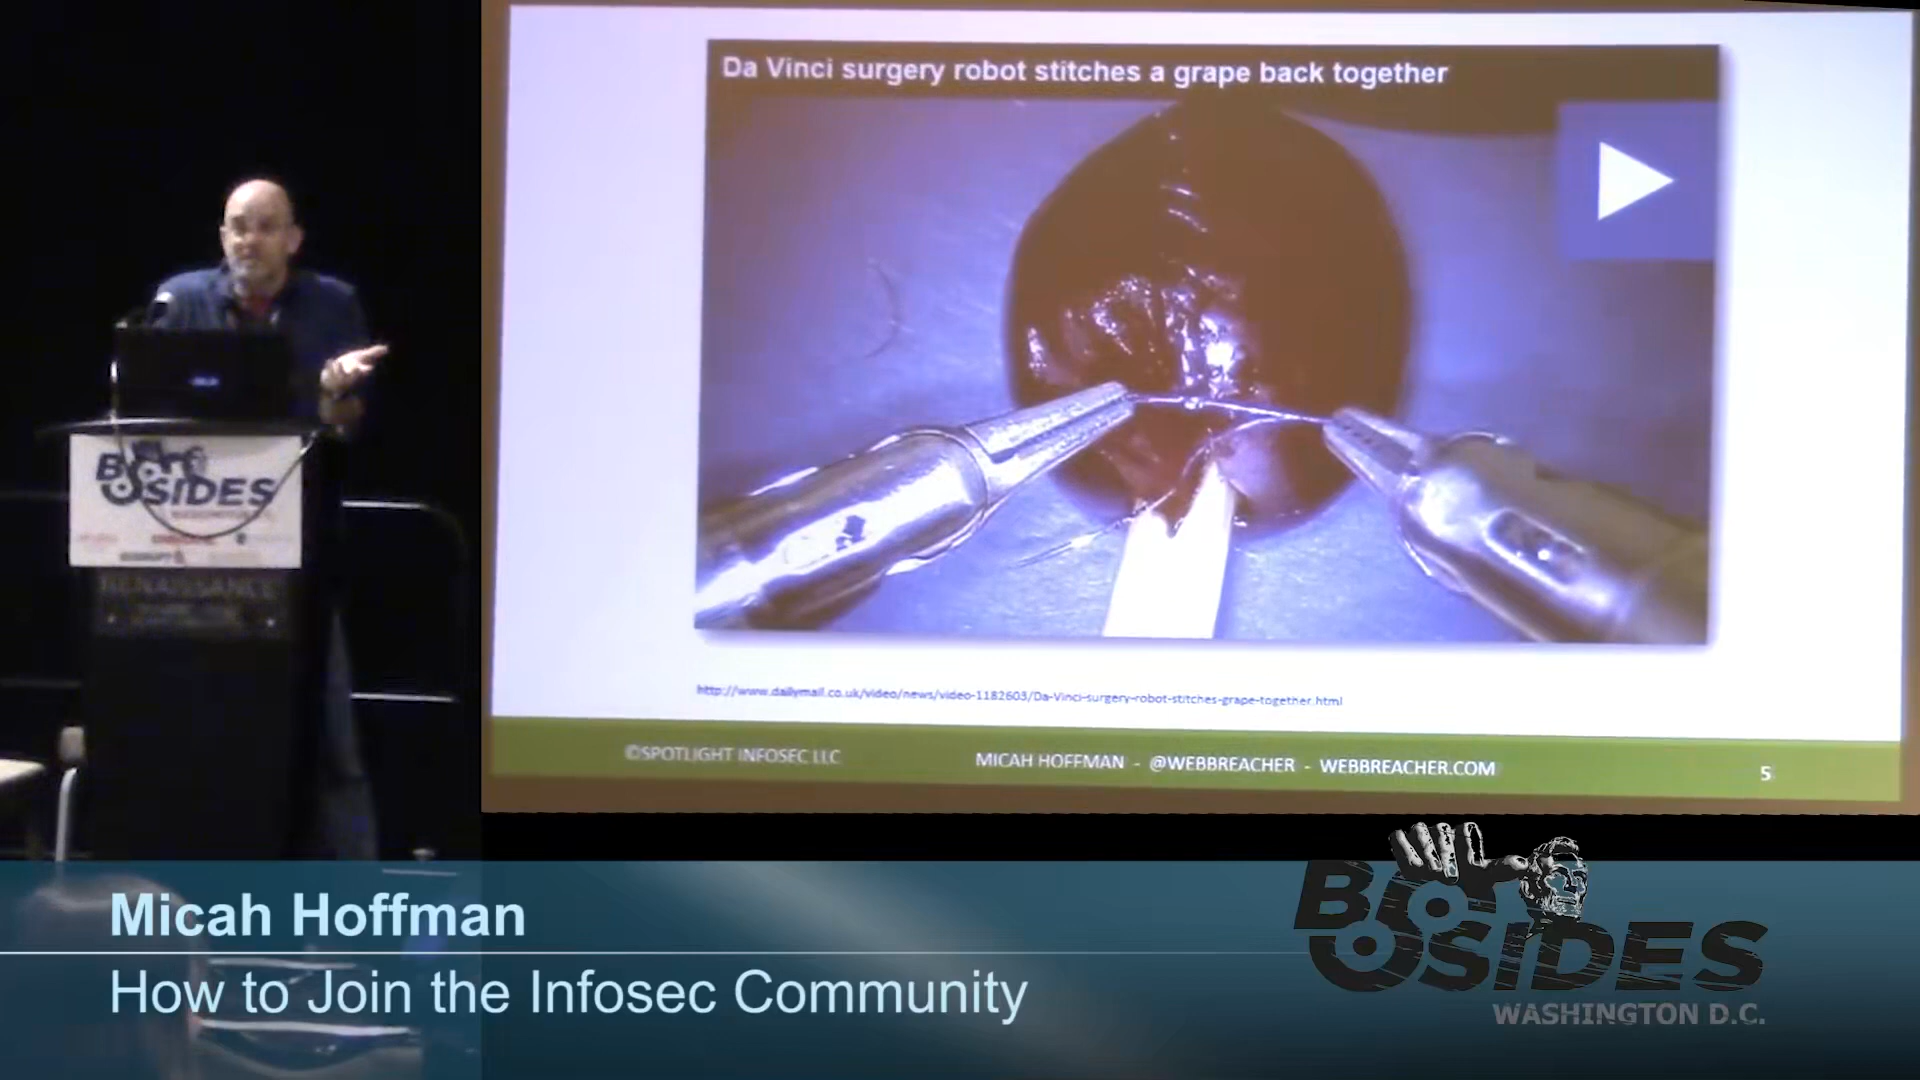 Da Vinci surgery robot stitches a grape back together
http://www.dailymail.co.uk/video/news/video-1182603/Da-Vinci-surgery-robot-stitches-grape-together.html
©SPOTLIGHT INFOSEC LLC
MICAH HOFFMAN - @WEBBREACHER - WEBBREACHER.COM
5
BSIDES
RENAISSANCE
Micah Hoffman
How to Join the Infosec Community
BSIDES
WASHINGTON D.C.